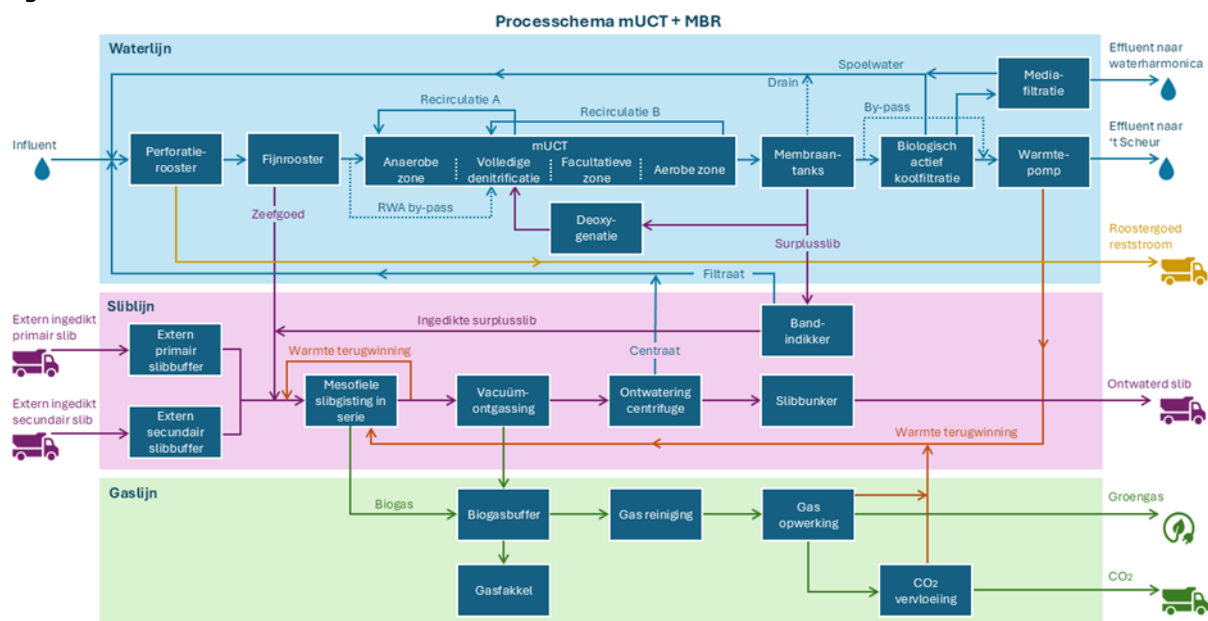 Processchema mUCT + MBR
Waterlijn
Spoelwater
Drain
By-pass
Media-
filtratie
Effluent naar
waterharmonica
Recirculatie A
Recirculatie B
Influent
Perforatie-
rooster
Fijnrooster
mUCT
Anaerobe
zone
Volledige
denitrificatie
Facultatieve
zone
Aerobe zone
Membraan-
tanks
Biologisch
actief
koolfiltratie
Warmte-
pomp
Effluent naar
't Scheur
RWA by-pass
Zeefgoed
Deoxy-
genatie
Surplusslib
Roostergoed
reststroom
Filtraat
Sliblijn
Extern ingedikt
primair slib
Extern
primair
slibbuffer
Ingedikte surplusslib
Band-
indikker
Warmte terugwinning
Centraat
Extern ingedikt
secundair slib
Extern
secundair
slibbuffer
Mesofiele
slibgisting in
serie
Vacuüm-
ontgassing
Ontwatering
centrifuge
Slibbunker
Ontwaterd slib
Warmte terugwinning
Gaslijn
Biogas
Biogasbuffer
Gas reiniging
Gas
opwerking
Groengas
Gasfakkel
CO₂
vervloeiing
CO₂